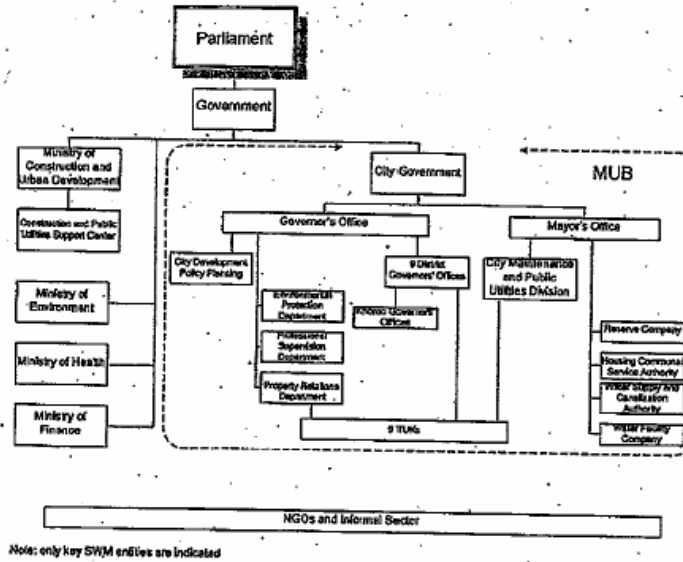 Parliament
Government
Ministry of
Construction and
Urban Development
City Government
MUB
Construction and Public
Utilities Support Center
Governor's Office
Mayor's Office
City Development
Policy Planning
9 District
Governors' Offices
City Maintenance
and Public
Utilities Division
Ministry of
Environment
Environmental
Protection
Department
Khoroo Governor's
Offices
Professional
Supervision
Department
Reserve Company
Ministry of Health
Housing Communal
Service Authority
Property Relations
Department
Water Supply and
Canalization
Authority
Ministry of
Finance
9 TUKs
Company
NGOs and Informal Sector
Note: only key SWM entities are indicated